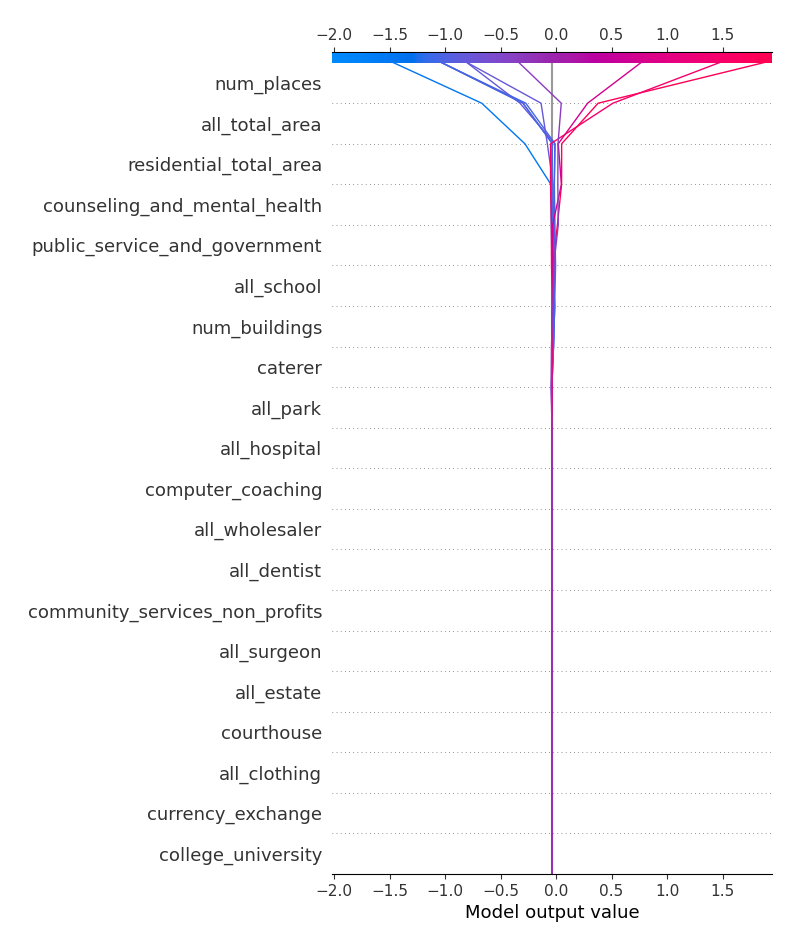 −2.0 −1.5 −1.0 −0.5 0.0 0.5 1.0 1.5
num_places
all_total_area
residential_total_area
counseling_and_mental_health
public_service_and_government
all_school
num_buildings
caterer
all_park
all_hospital
computer_coaching
all_wholesaler
all_dentist
community_services_non_profits
all_surgeon
all_estate
courthouse
all_clothing
currency_exchange
college_university
−2.0 −1.5 −1.0 −0.5 0.0 0.5 1.0 1.5
Model output value